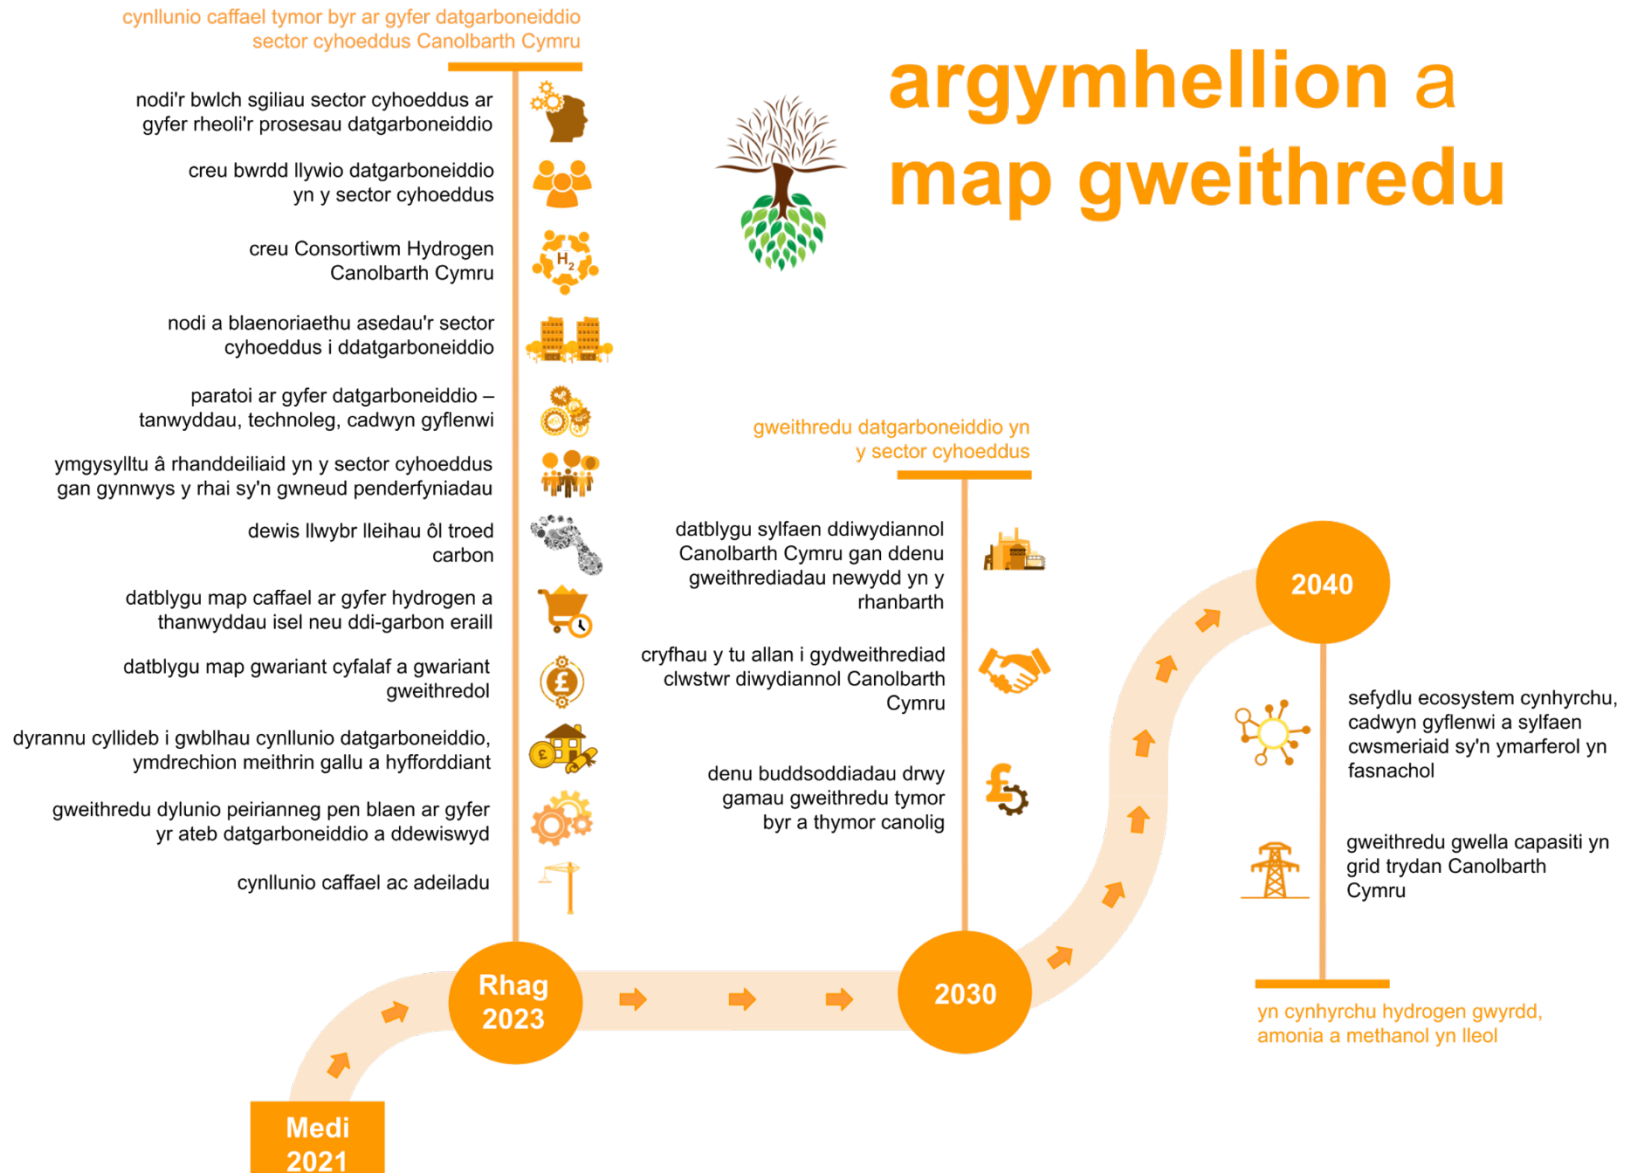 cynllunio caffael tymor byr ar gyfer datgarboneiddio
sector cyhoeddus Canolbarth Cymru
argymhellion a
map gweithredu
nodi'r bwlch sgiliau sector cyhoeddus ar
gyfer rheoli'r prosesau datgarboneiddio
creu bwrdd llywio datgarboneiddio
yn y sector cyhoeddus
creu Consortiwm Hydrogen
Canolbarth Cymru
H₂
nodi a blaenoriaethu asedau'r sector
cyhoeddus i ddatgarboneiddio
paratoi ar gyfer datgarboneiddio –
tanwyddau, technoleg, cadwyn gyflenwi
ymgysylltu â rhanddeiliaid yn y sector cyhoeddus
gan gynnwys y rhai sy'n gwneud penderfyniadau
dewis llwybr lleihau ôl troed
carbon
datblygu map caffael ar gyfer hydrogen a
thanwyddau isel neu ddi-garbon eraill
datblygu map gwariant cyfalaf a gwariant
gweithredol
£
dyrannu cyllideb i gwblhau cynllunio datgarboneiddio,
ymdrechion meithrin gallu a hyfforddiant
£
gweithredu dylunio peirianneg pen blaen ar gyfer
yr ateb datgarboneiddio a ddewiswyd
cynllunio caffael ac adeiladu
Medi
2021
Rhag
2023
gweithredu datgarboneiddio yn
y sector cyhoeddus
datblygu sylfaen ddiwydiannol
Canolbarth Cymru gan ddenu
gweithrediadau newydd yn y
rhanbarth
cryfhau y tu allan i gydweithrediad
clwstwr diwydiannol Canolbarth
Cymru
denu buddsoddiadau drwy
gamau gweithredu tymor
byr a thymor canolig
£
2030
2040
sefydlu ecosystem cynhyrchu,
cadwyn gyflenwi a sylfaen
cwsmeriaid sy'n ymarferol yn
fasnachol
gweithredu gwella capasiti yn
grid trydan Canolbarth
Cymru
yn cynhyrchu hydrogen gwyrdd,
amonia a methanol yn lleol